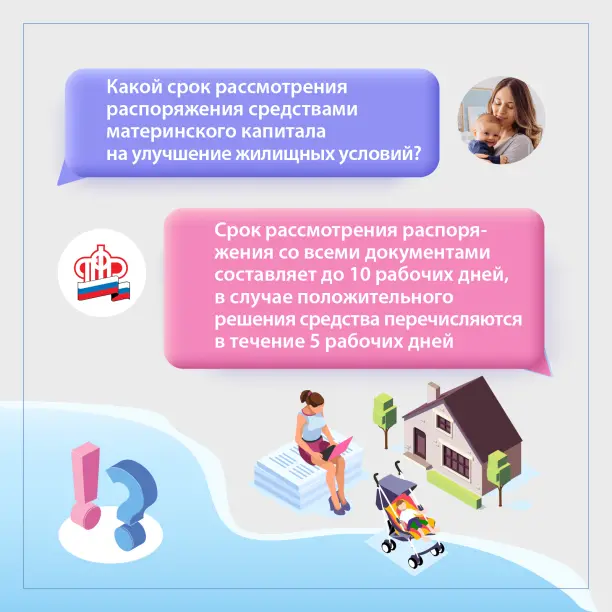 Какой срок рассмотрения
распоряжения средствами
материнского капитала
на улучшение жилищных условий?
Срок рассмотрения распоря-
жения со всеми документами
составляет до 10 рабочих дней,
в случае положительного
решения средства перечисляются
в течение 5 рабочих дней
ПФР
!?